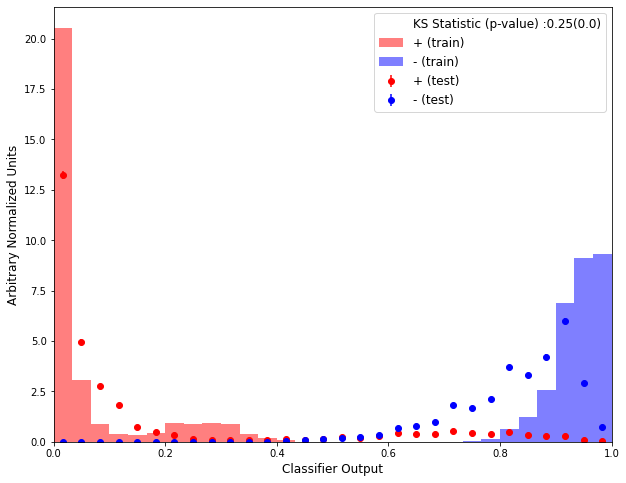 KS Statistic (p-value) :0.25(0.0)
+ (train)
- (train)
+ (test)
- (test)
Arbitrary Normalized Units
20.0
17.5
15.0
12.5
10.0
7.5
5.0
2.5
0.0
0.0 0.2 0.4 0.6 0.8 1.0
Classifier Output